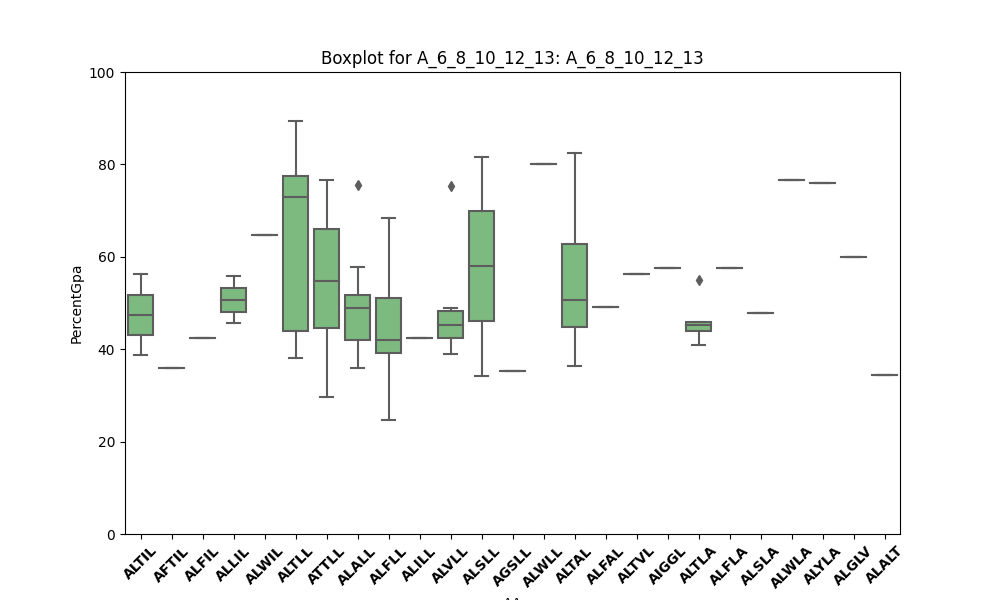 Boxplot for A_6_8_10_12_13: A_6_8_10_12_13
PercentGpa
100
80
60
40
20
0
ALTIL AFTIL ALFIL ALLIL ALWIL ALTLL ATTLL ALALL ALFLL ALILL ALVLL ALSLL AGSLL ALWLL ALTAL ALFAL ALTVL AIGGL ALTLA ALFLA ALSLA ALWLA ALYLA ALGLV ALALT